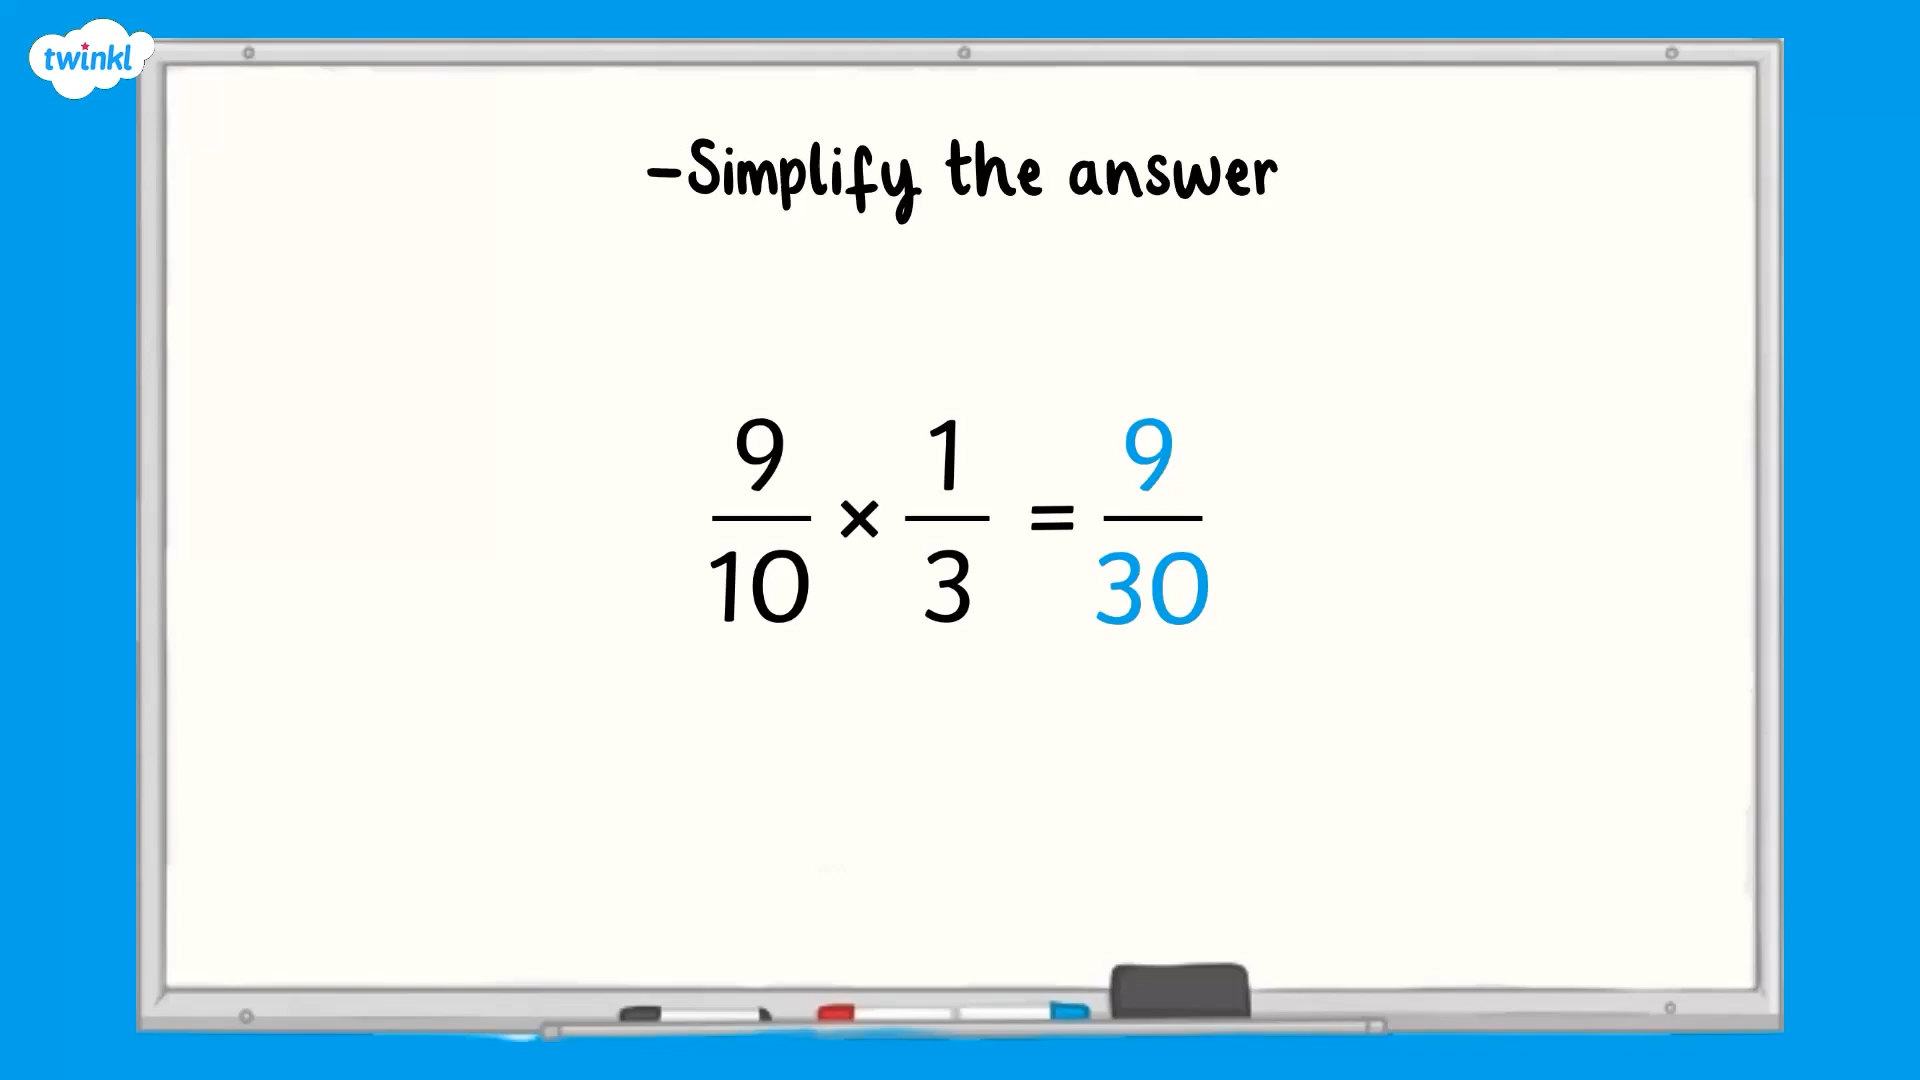 twinkl
-Simplify the answer
9/10 × 1/3 = 9/30